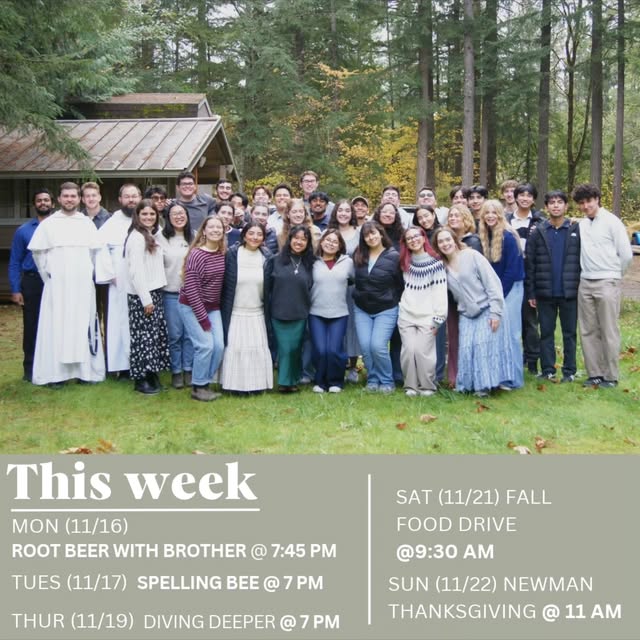 This week
MON (11/16)
ROOT BEER WITH BROTHER @ 7:45 PM
TUES (11/17) SPELLING BEE @ 7 PM
THUR (11/19) DIVING DEEPER @ 7 PM
SAT (11/21) FALL
FOOD DRIVE
@9:30 AM
SUN (11/22) NEWMAN
THANKSGIVING @ 11 AM